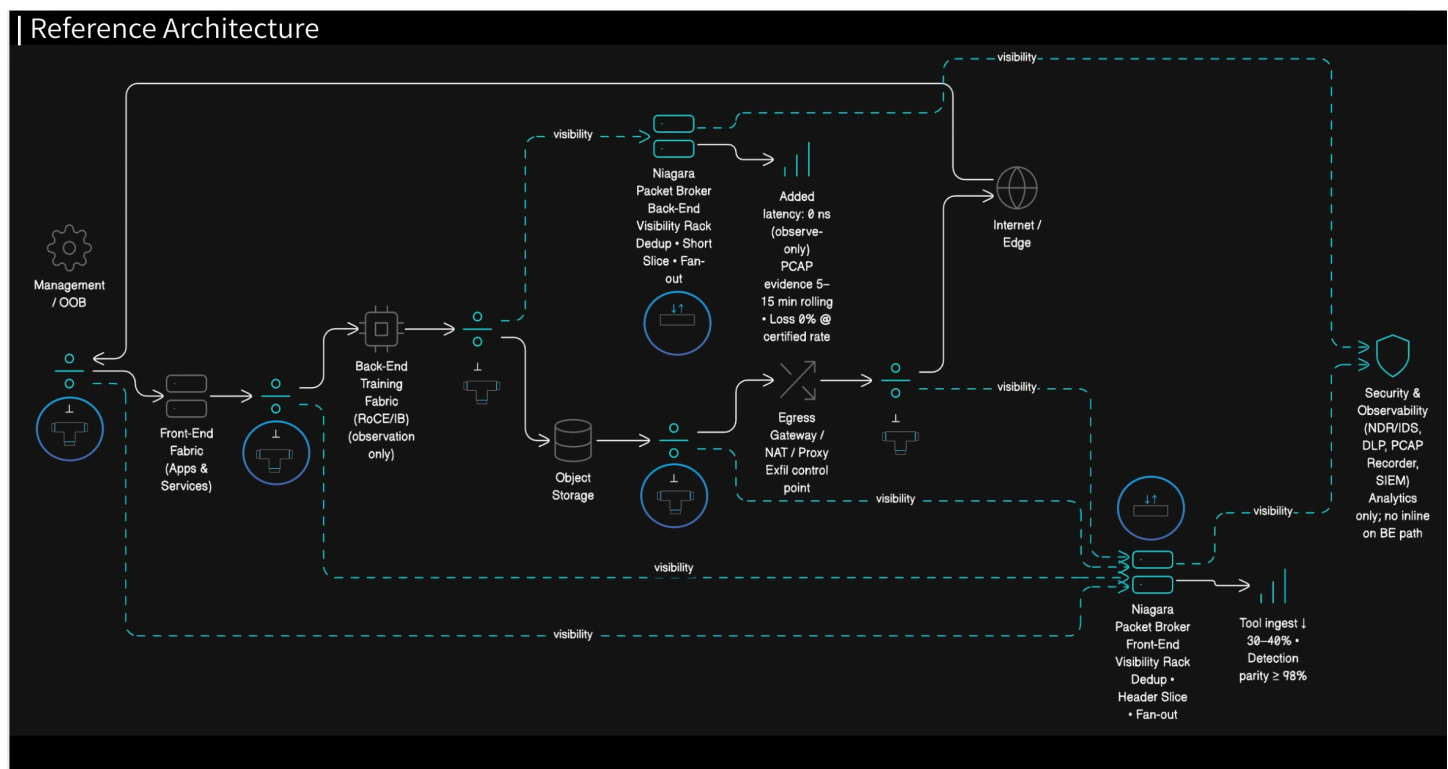 Reference Architecture
visibility
visibility
Niagara
Packet Broker
Back-End
Visibility Rack
Dedup • Short
Slice • Fan-
out
Added
latency: 0 ns
(observe-
only)
PCAP
evidence 5–
15 min rolling
• Loss 0% @
certified rate
Internet /
Edge
Management
/ OOB
Front-End
Fabric
(Apps &
Services)
Back-End
Training
Fabric
(RoCE/IB)
(observation
only)
Object
Storage
Egress
Gateway /
NAT / Proxy
Exfil control
point
visibility
visibility
visibility
visibility
visibility
Security &
Observability
(NDR/IDS,
DLP, PCAP
Recorder,
SIEM)
Analytics
only; no inline
on BE path
Niagara
Packet Broker
Front-End
Visibility Rack
Dedup •
Header Slice
• Fan-out
Tool ingest ↓
30–40% •
Detection
parity ≥ 98%